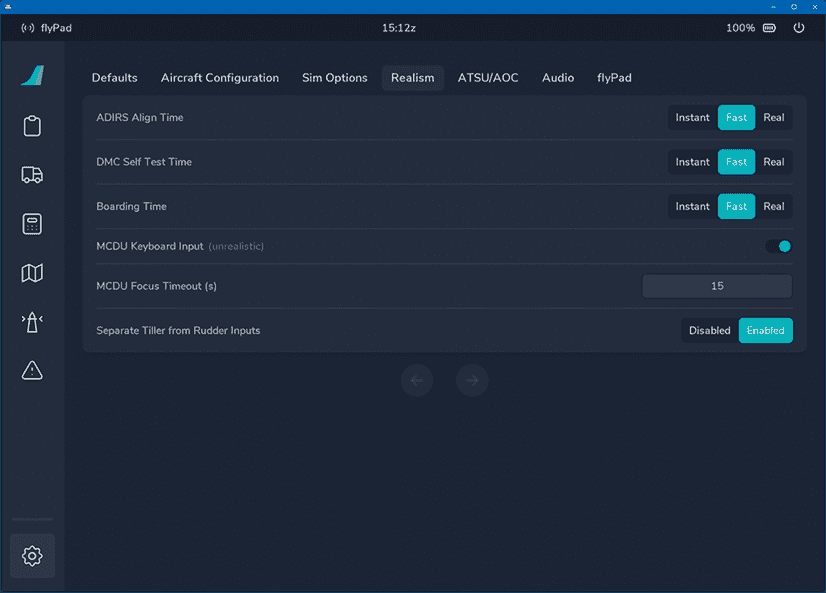 flyPad 15:12z 100%
Defaults Aircraft Configuration Sim Options Realism ATSU/AOC Audio flyPad
ADIRS Align Time Instant Fast Real
DMC Self Test Time Instant Fast Real
Boarding Time Instant Fast Real
MCDU Keyboard Input (unrealistic)
MCDU Focus Timeout (s) 15
Separate Tiller from Rudder Inputs Disabled Enabled